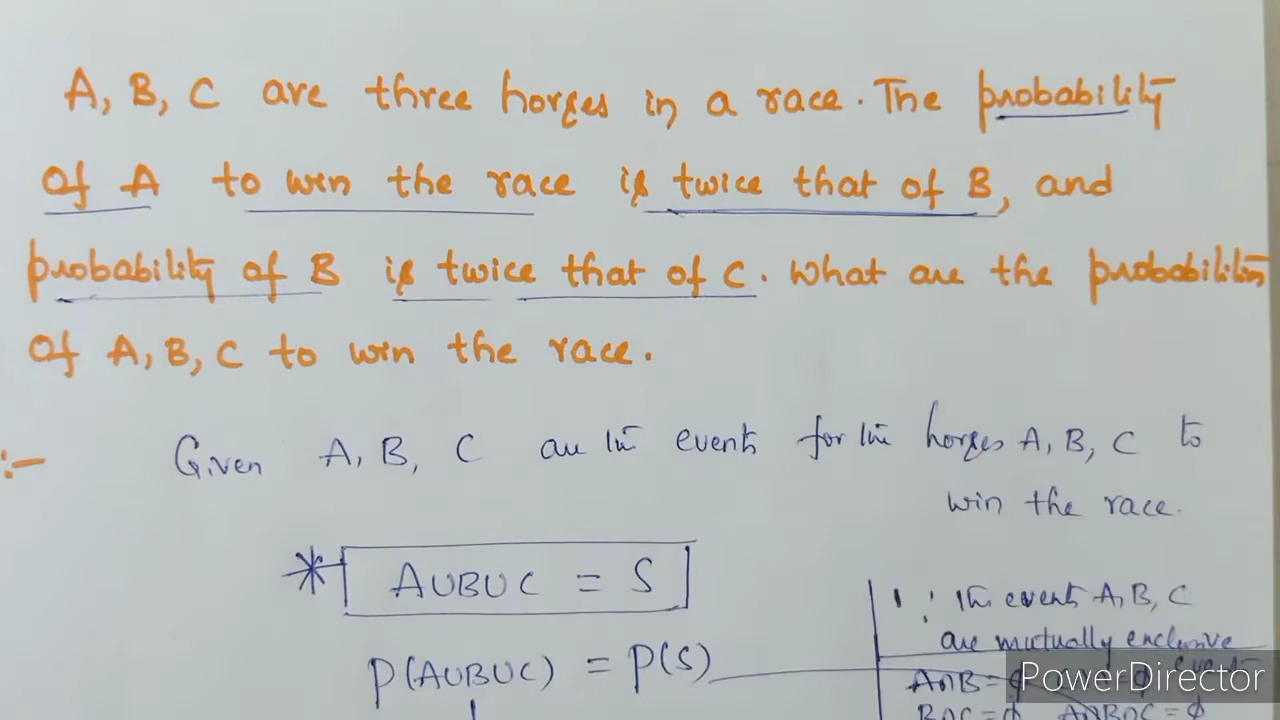 A, B, C are three horses in a race. The probability
of A to win the race is twice that of B, and
probability of B is twice that of C. What are the probabilities
of A, B, C to win the race.
:- Given A, B, C are the events for the horses A, B, C to
win the race.
* A∪B∪C = S
P(A∪B∪C) = P(S)
∵ The events A, B, C
are mutually exclusive
events
A∩B = ϕ
B∩C = ϕ A∩B∩C = ϕ
PowerDirector